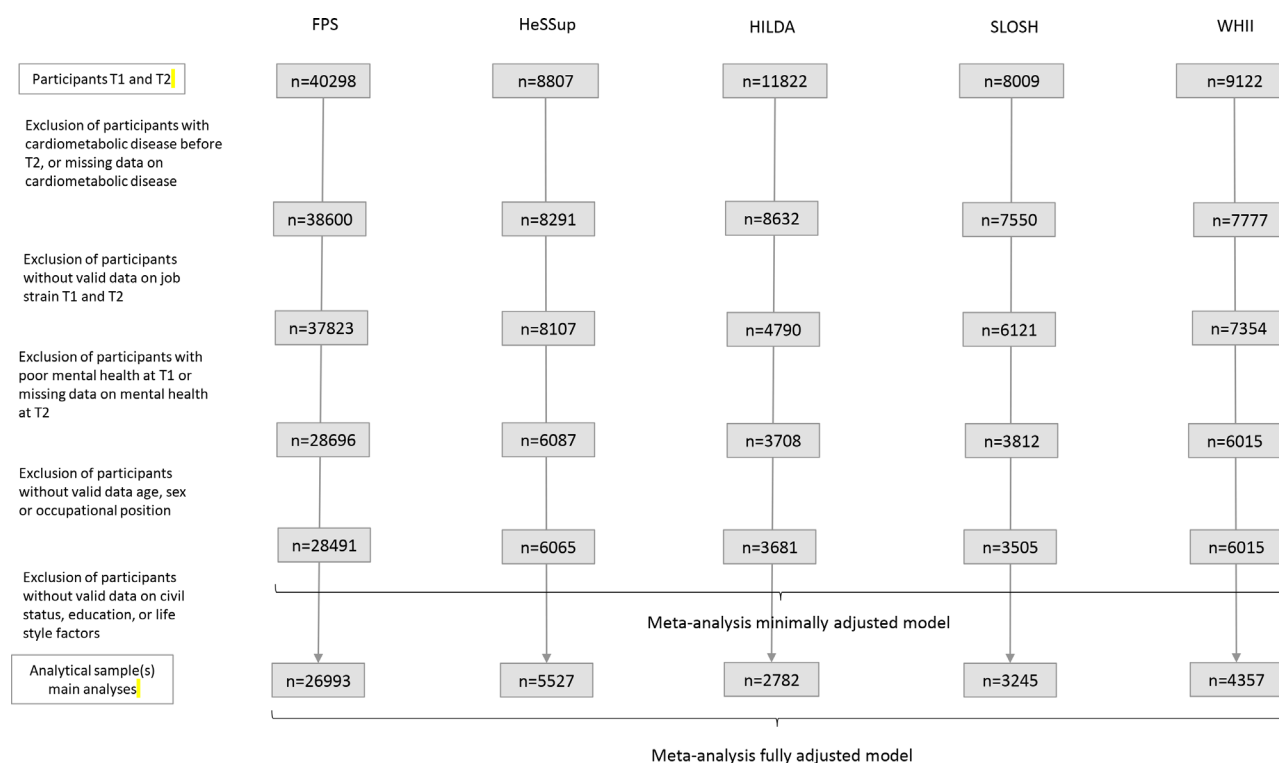 FPS HeSSup HILDA SLOSH WHII
Participants T1 and T2 n=40298 n=8807 n=11822 n=8009 n=9122
Exclusion of participants with
cardiometabolic disease before
T2, or missing data on
cardiometabolic disease
n=38600 n=8291 n=8632 n=7550 n=7777
Exclusion of participants
without valid data on job
strain T1 and T2
n=37823 n=8107 n=4790 n=6121 n=7354
Exclusion of participants with
poor mental health at T1 or
missing data on mental health
at T2
n=28696 n=6087 n=3708 n=3812 n=6015
Exclusion of participants
without valid data age, sex
or occupational position
n=28491 n=6065 n=3681 n=3505 n=6015
Exclusion of participants
without valid data on civil
status, education, or life
style factors
Meta-analysis minimally adjusted model
Analytical sample(s)
main analyses
n=26993 n=5527 n=2782 n=3245 n=4357
Meta-analysis fully adjusted model